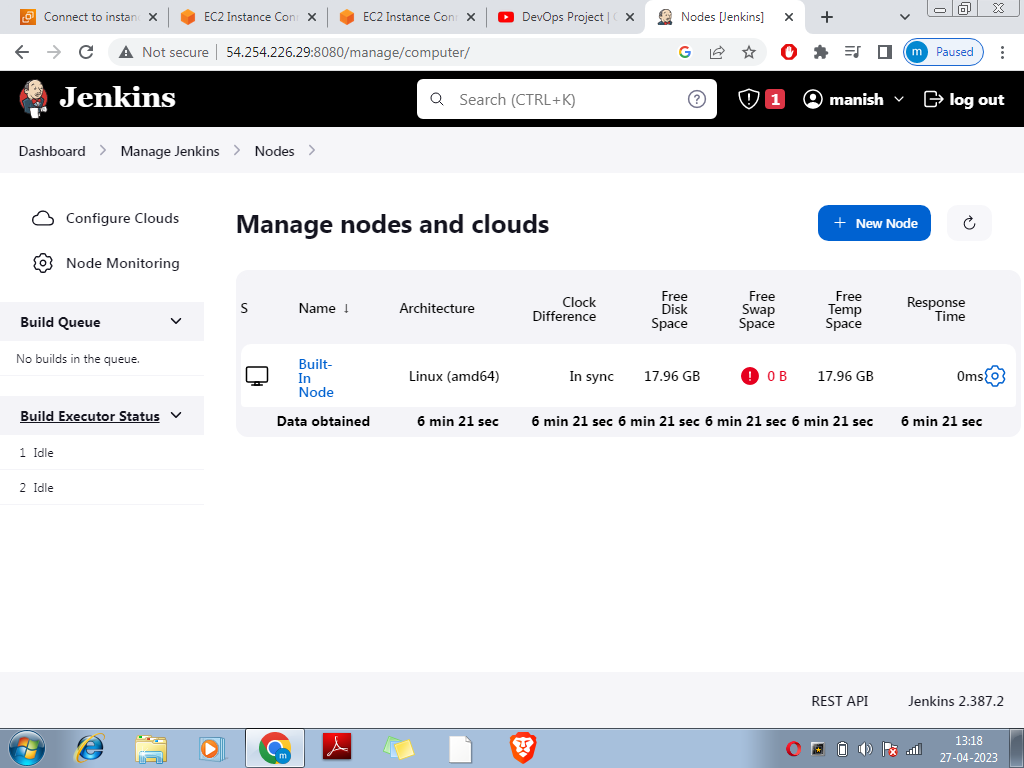 Connect to instan
EC2 Instance Con
EC2 Instance Con
DevOps Project |
Nodes [Jenkins]
Not secure
54.254.226.29:8080/manage/computer/
m Paused
Jenkins
Search (CTRL+K)
1
manish
log out
Dashboard
Manage Jenkins
Nodes
Configure Clouds
Node Monitoring
Build Queue
No builds in the queue.
Build Executor Status
1 Idle
2 Idle
Manage nodes and clouds
+ New Node
S
Name ↓
Architecture
Clock
Difference
Free
Disk
Space
Free
Swap
Space
Free
Temp
Space
Response
Time
Built-
In
Node
Linux (amd64)
In sync
17.96 GB
0 B
17.96 GB
0ms
Data obtained
6 min 21 sec
6 min 21 sec
6 min 21 sec
6 min 21 sec
6 min 21 sec
6 min 21 sec
REST API
Jenkins 2.387.2
m
13:18
27-04-2023